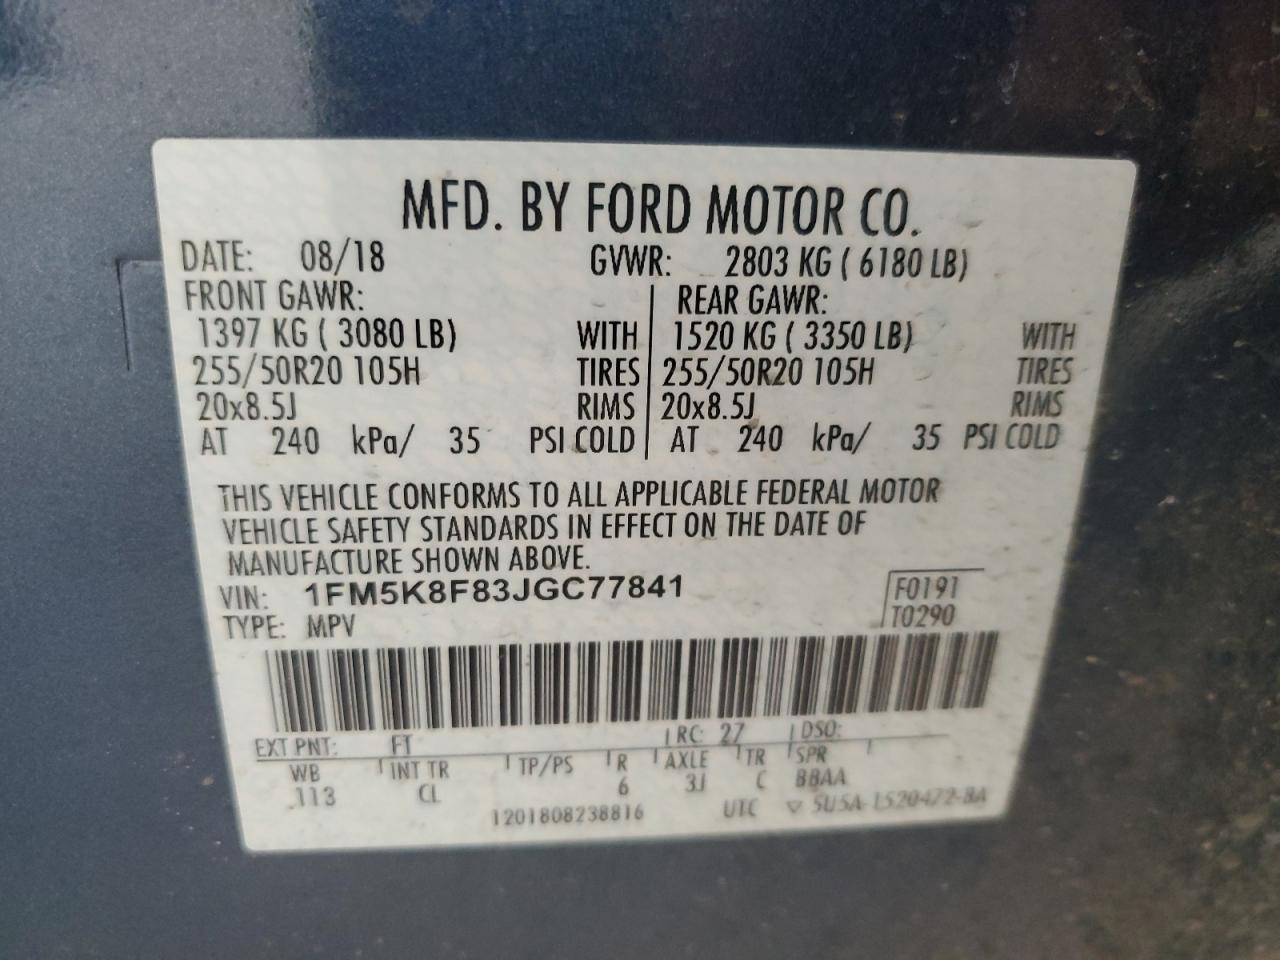 MFD. BY FORD MOTOR CO.
DATE: 08/18 GVWR: 2803 KG ( 6180 LB)
FRONT GAWR: REAR GAWR:
1397 KG ( 3080 LB) WITH 1520 KG ( 3350 LB) WITH
255/50R20 105H TIRES 255/50R20 105H TIRES
20x8.5J RIMS 20x8.5J RIMS
AT 240 kPa/ 35 PSI COLD AT 240 kPa/ 35 PSI COLD
THIS VEHICLE CONFORMS TO ALL APPLICABLE FEDERAL MOTOR
VEHICLE SAFETY STANDARDS IN EFFECT ON THE DATE OF
MANUFACTURE SHOWN ABOVE.
VIN: 1FM5K8F83JGC77841 F0191
TYPE: MPV T0290
EXT PNT: FT RC: 27 DSO:
WB INT TR TP/PS R AXLE TR SPR
113 CL 6 3J C BBAA
1201808238816 UTC ▽ 5U5A-1520472-BA